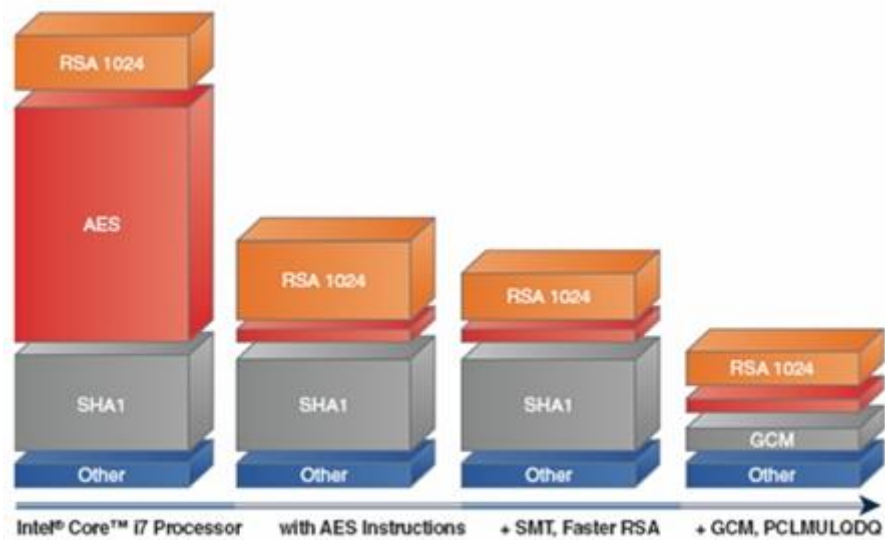 RSA 1024
AES
SHA1
Other
RSA 1024
SHA1
Other
RSA 1024
SHA1
Other
RSA 1024
GCM
Other
Intel® Core™ i7 Processor
with AES Instructions
+ SMT, Faster RSA
+ GCM, PCLMULQDQ